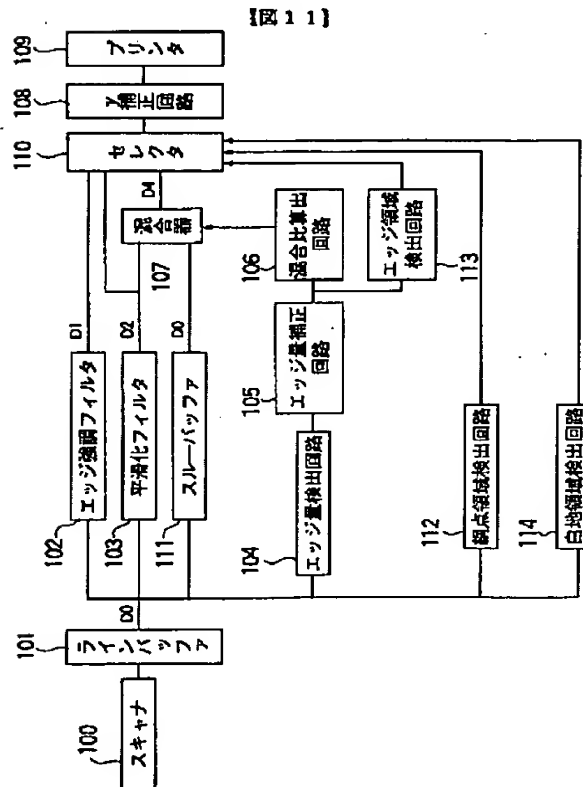 【図11】
100
スキャナ
101
ラインバッファ
D0
102
エッジ強調フィルタ
D1
103
平滑化フィルタ
D2
111
スルーバッファ
D0
107
混合器
D4
110
セレクタ
108
γ補正回路
109
プリンタ
104
エッジ量検出回路
105
エッジ量補正
回路
106
混合比算出
回路
113
エッジ領域
検出回路
112
網点領域検出回路
114
白地領域検出回路